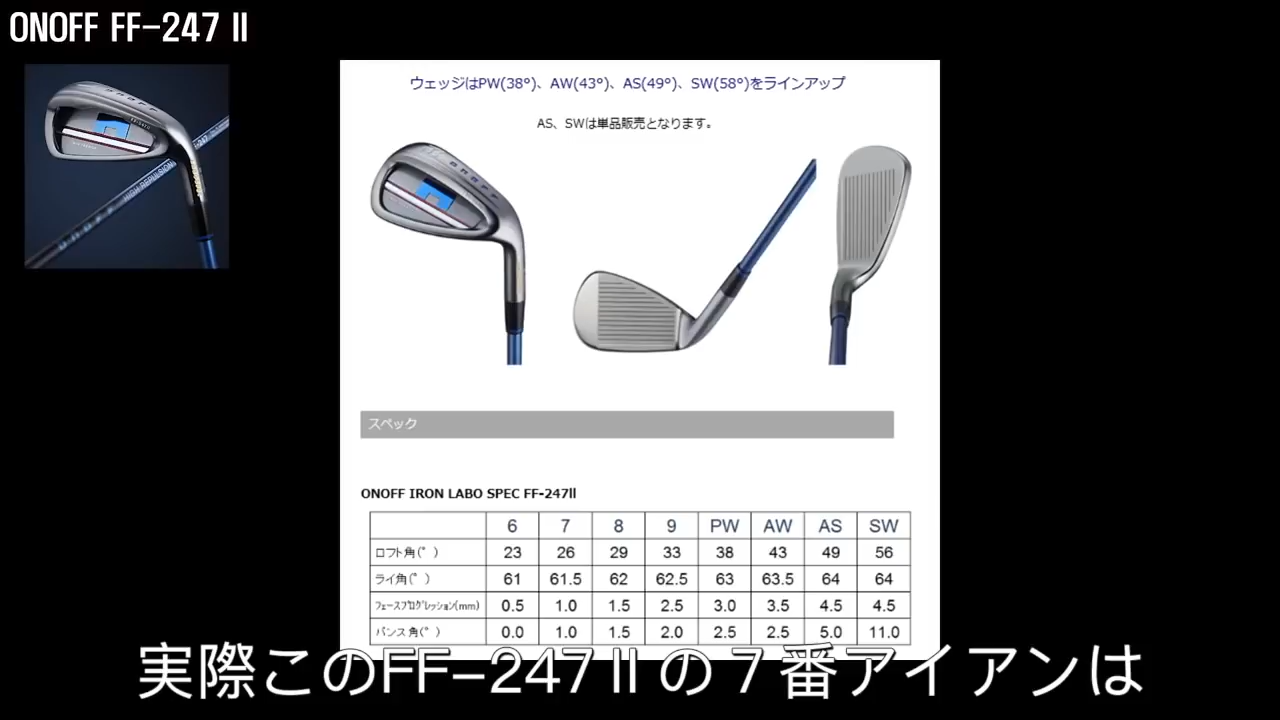 ONOFF FF-247 II
ウェッジはPW(38°)、AW(43°)、AS(49°)、SW(58°)をラインアップ
AS、SWは単品販売となります。
ONOFF
スペック
ONOFF IRON LABO SPEC FF-247II
6 7 8 9 PW AW AS SW
ロフト角(°) 23 26 29 33 38 43 49 56
ライ角(°) 61 61.5 62 62.5 63 63.5 64 64
フェースプログレッション(mm) 0.5 1.0 1.5 2.5 3.0 3.5 4.5 4.5
バンス角(°) 0.0 1.0 1.5 2.0 2.5 2.5 5.0 11.0
実際このFF-247Ⅱの７番アイアンは